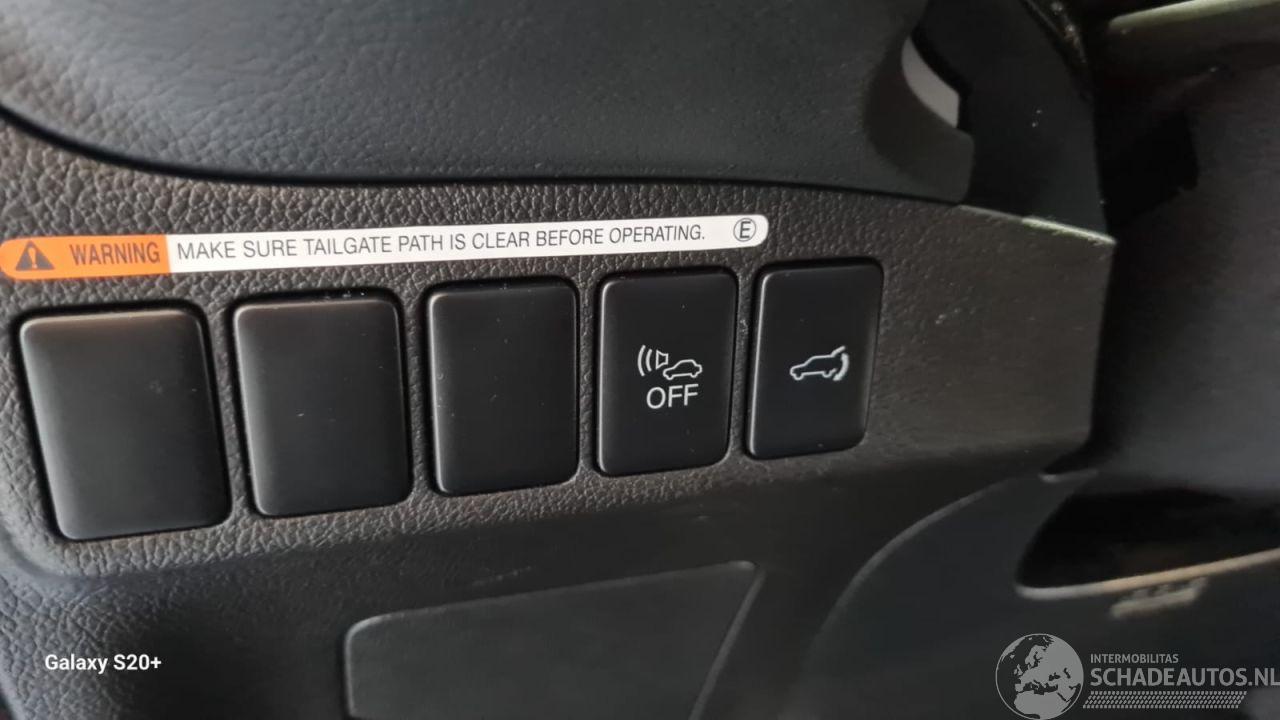 WARNING MAKE SURE TAILGATE PATH IS CLEAR BEFORE OPERATING. E
OFF
Galaxy S20+
INTERMOBILITAS
SCHADEAUTOS.NL